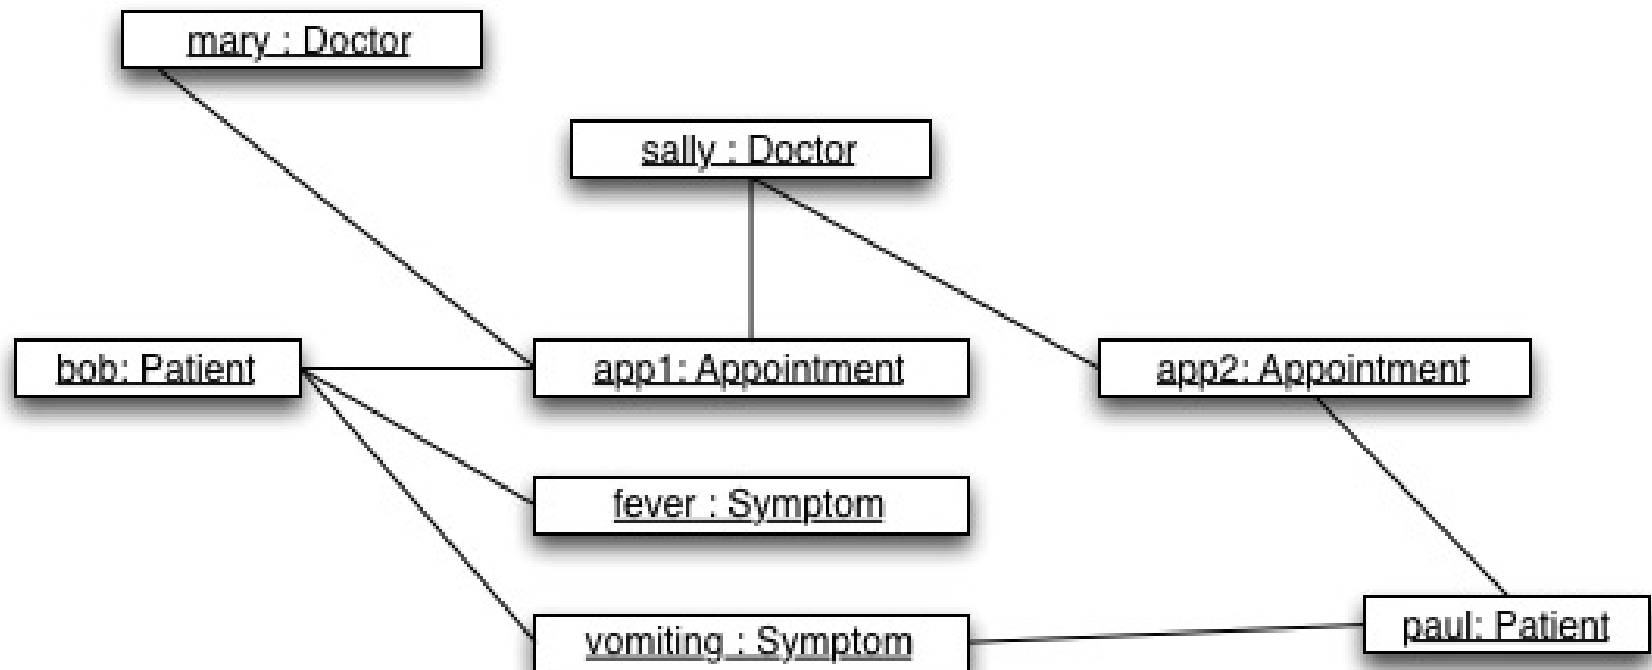 mary : Doctor
sally : Doctor
bob: Patient
app1: Appointment
app2: Appointment
fever : Symptom
vomiting : Symptom
paul: Patient